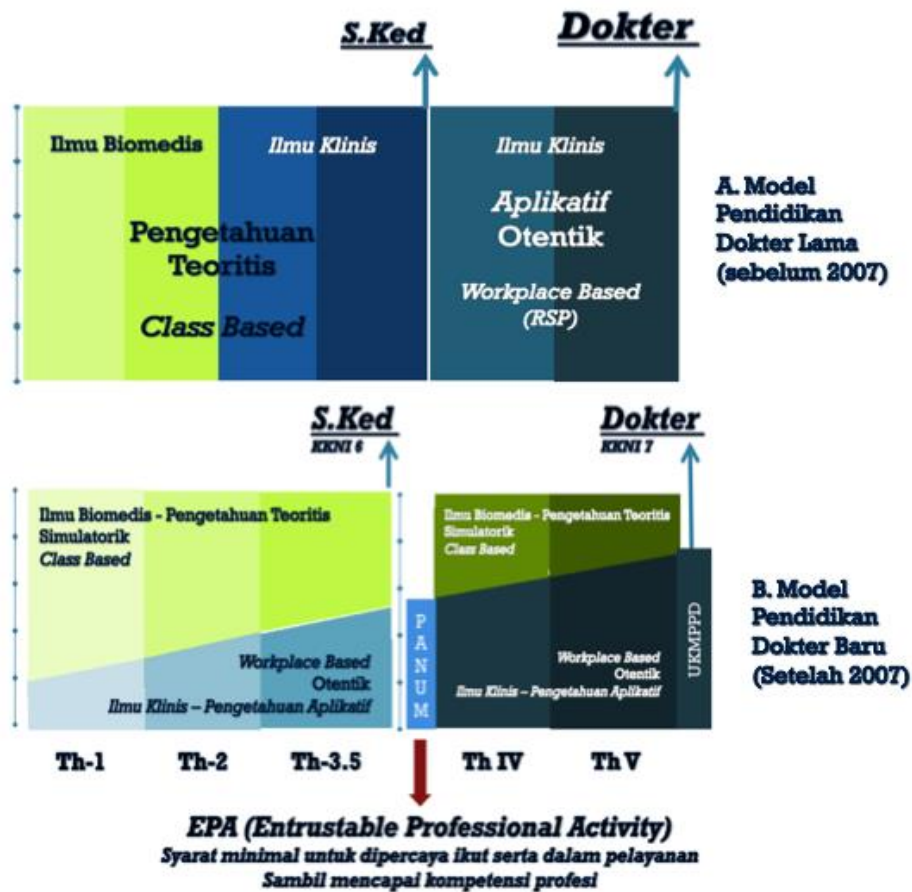 S.Ked
Dokter
Ilmu Biomedis
Ilmu Klinis
Pengetahuan
Teoritis
Class Based
Ilmu Klinis
Aplikatif
Otentik
Workplace Based
(RSP)
A. Model
Pendidikan
Dokter Lama
(sebelum 2007)
S.Ked
KKNI 6
Dokter
KKNI 7
Ilmu Biomedis - Pengetahuan Teoritis
Simulatorik
Class Based
Workplace Based
Otentik
Ilmu Klinis – Pengetahuan Aplikatif
PANUM
Ilmu Biomedis - Pengetahuan Teoritis
Simulatorik
Class Based
Workplace Based
Otentik
Ilmu Klinis – Pengetahuan Aplikatif
UKMPPD
B. Model
Pendidikan
Dokter Baru
(Setelah 2007)
Th-1
Th-2
Th-3.5
Th IV
Th V
EPA (Entrustable Professional Activity)
Syarat minimal untuk dipercaya ikut serta dalam pelayanan
Sambil mencapai kompetensi profesi